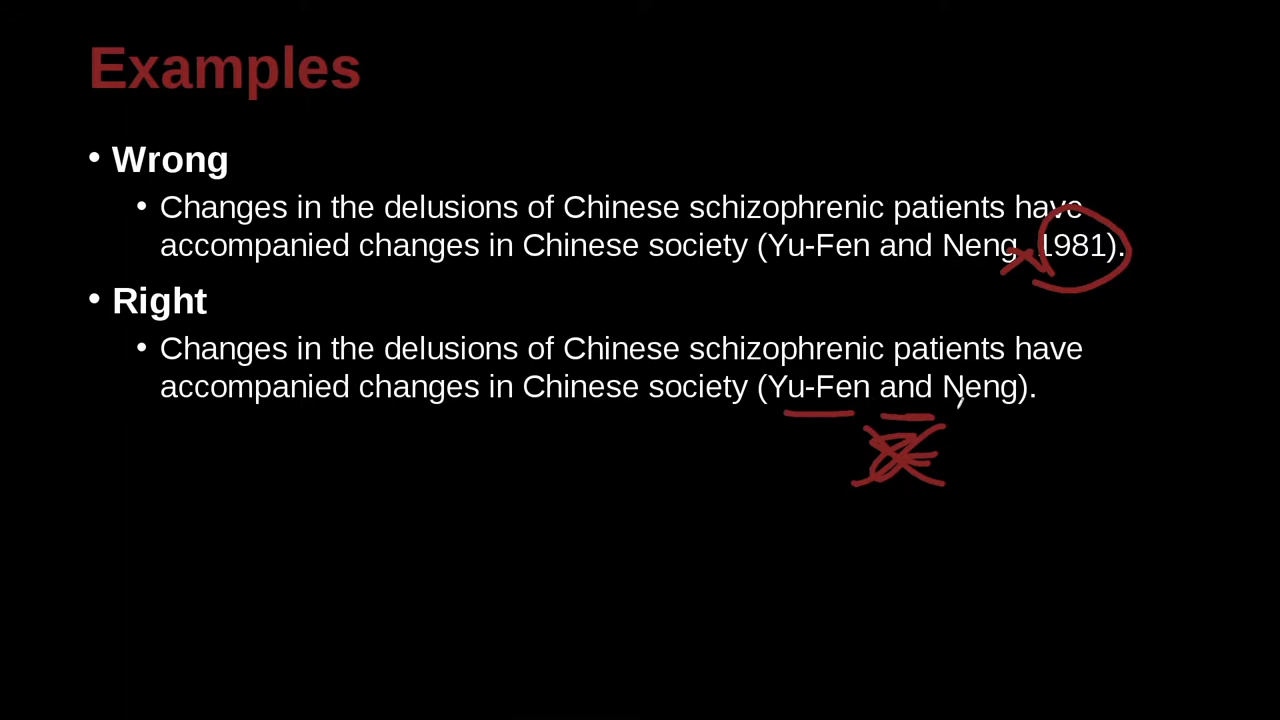 Examples
• Wrong
• Changes in the delusions of Chinese schizophrenic patients have
accompanied changes in Chinese society (Yu-Fen and Neng, 1981).
• Right
• Changes in the delusions of Chinese schizophrenic patients have
accompanied changes in Chinese society (Yu-Fen and Neng).